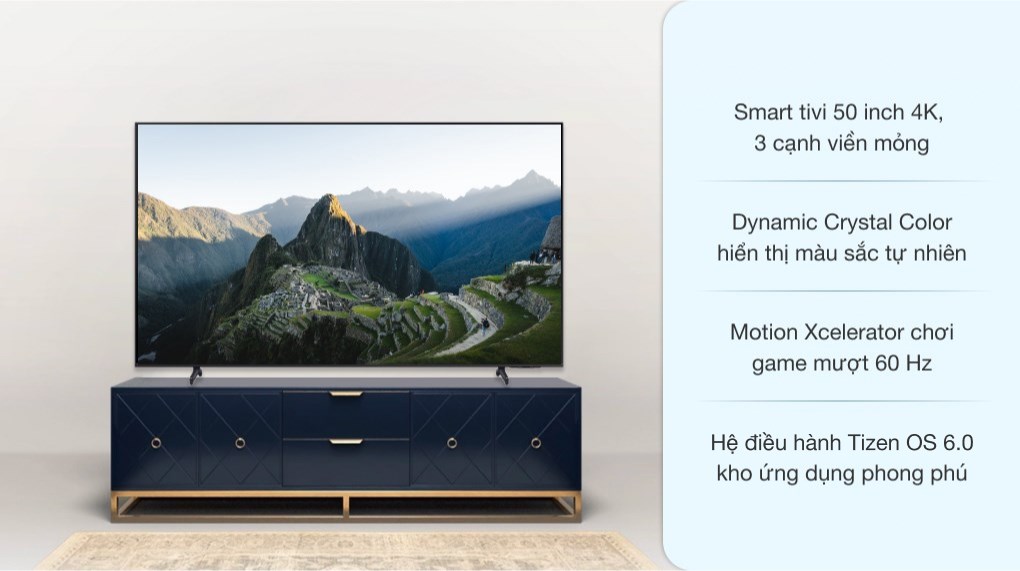 Smart tivi 50 inch 4K,
3 cạnh viền mỏng
Dynamic Crystal Color
hiển thị màu sắc tự nhiên
Motion Xcelerator chơi
game mượt 60 Hz
Hệ điều hành Tizen OS 6.0
kho ứng dụng phong phú